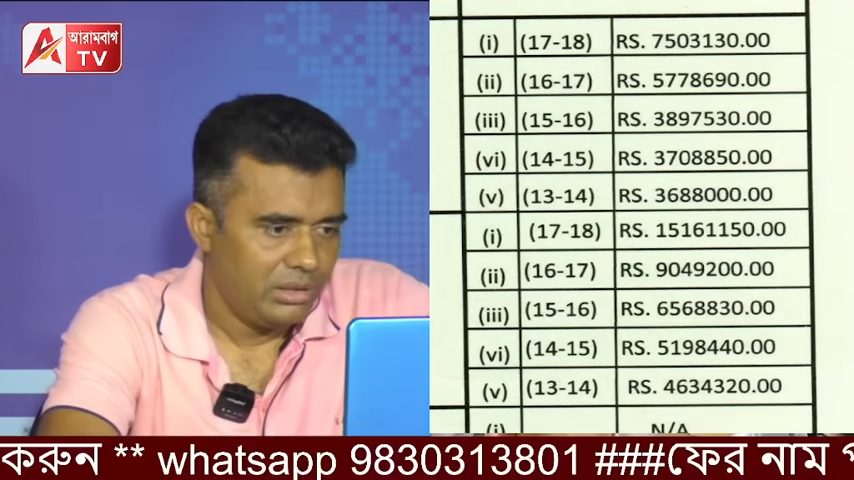 আরামবাগ
TV
(i) (17-18) RS. 7503130.00
(ii) (16-17) RS. 5778690.00
(iii) (15-16) RS. 3897530.00
(vi) (14-15) RS. 3708850.00
(v) (13-14) RS. 3688000.00
(i) (17-18) RS. 15161150.00
(ii) (16-17) RS. 9049200.00
(iii) (15-16) RS. 6568830.00
(vi) (14-15) RS. 5198440.00
(v) (13-14) RS. 4634320.00
(i) N/A
করুন ** whatsapp 9830313801 ###ফের নাম